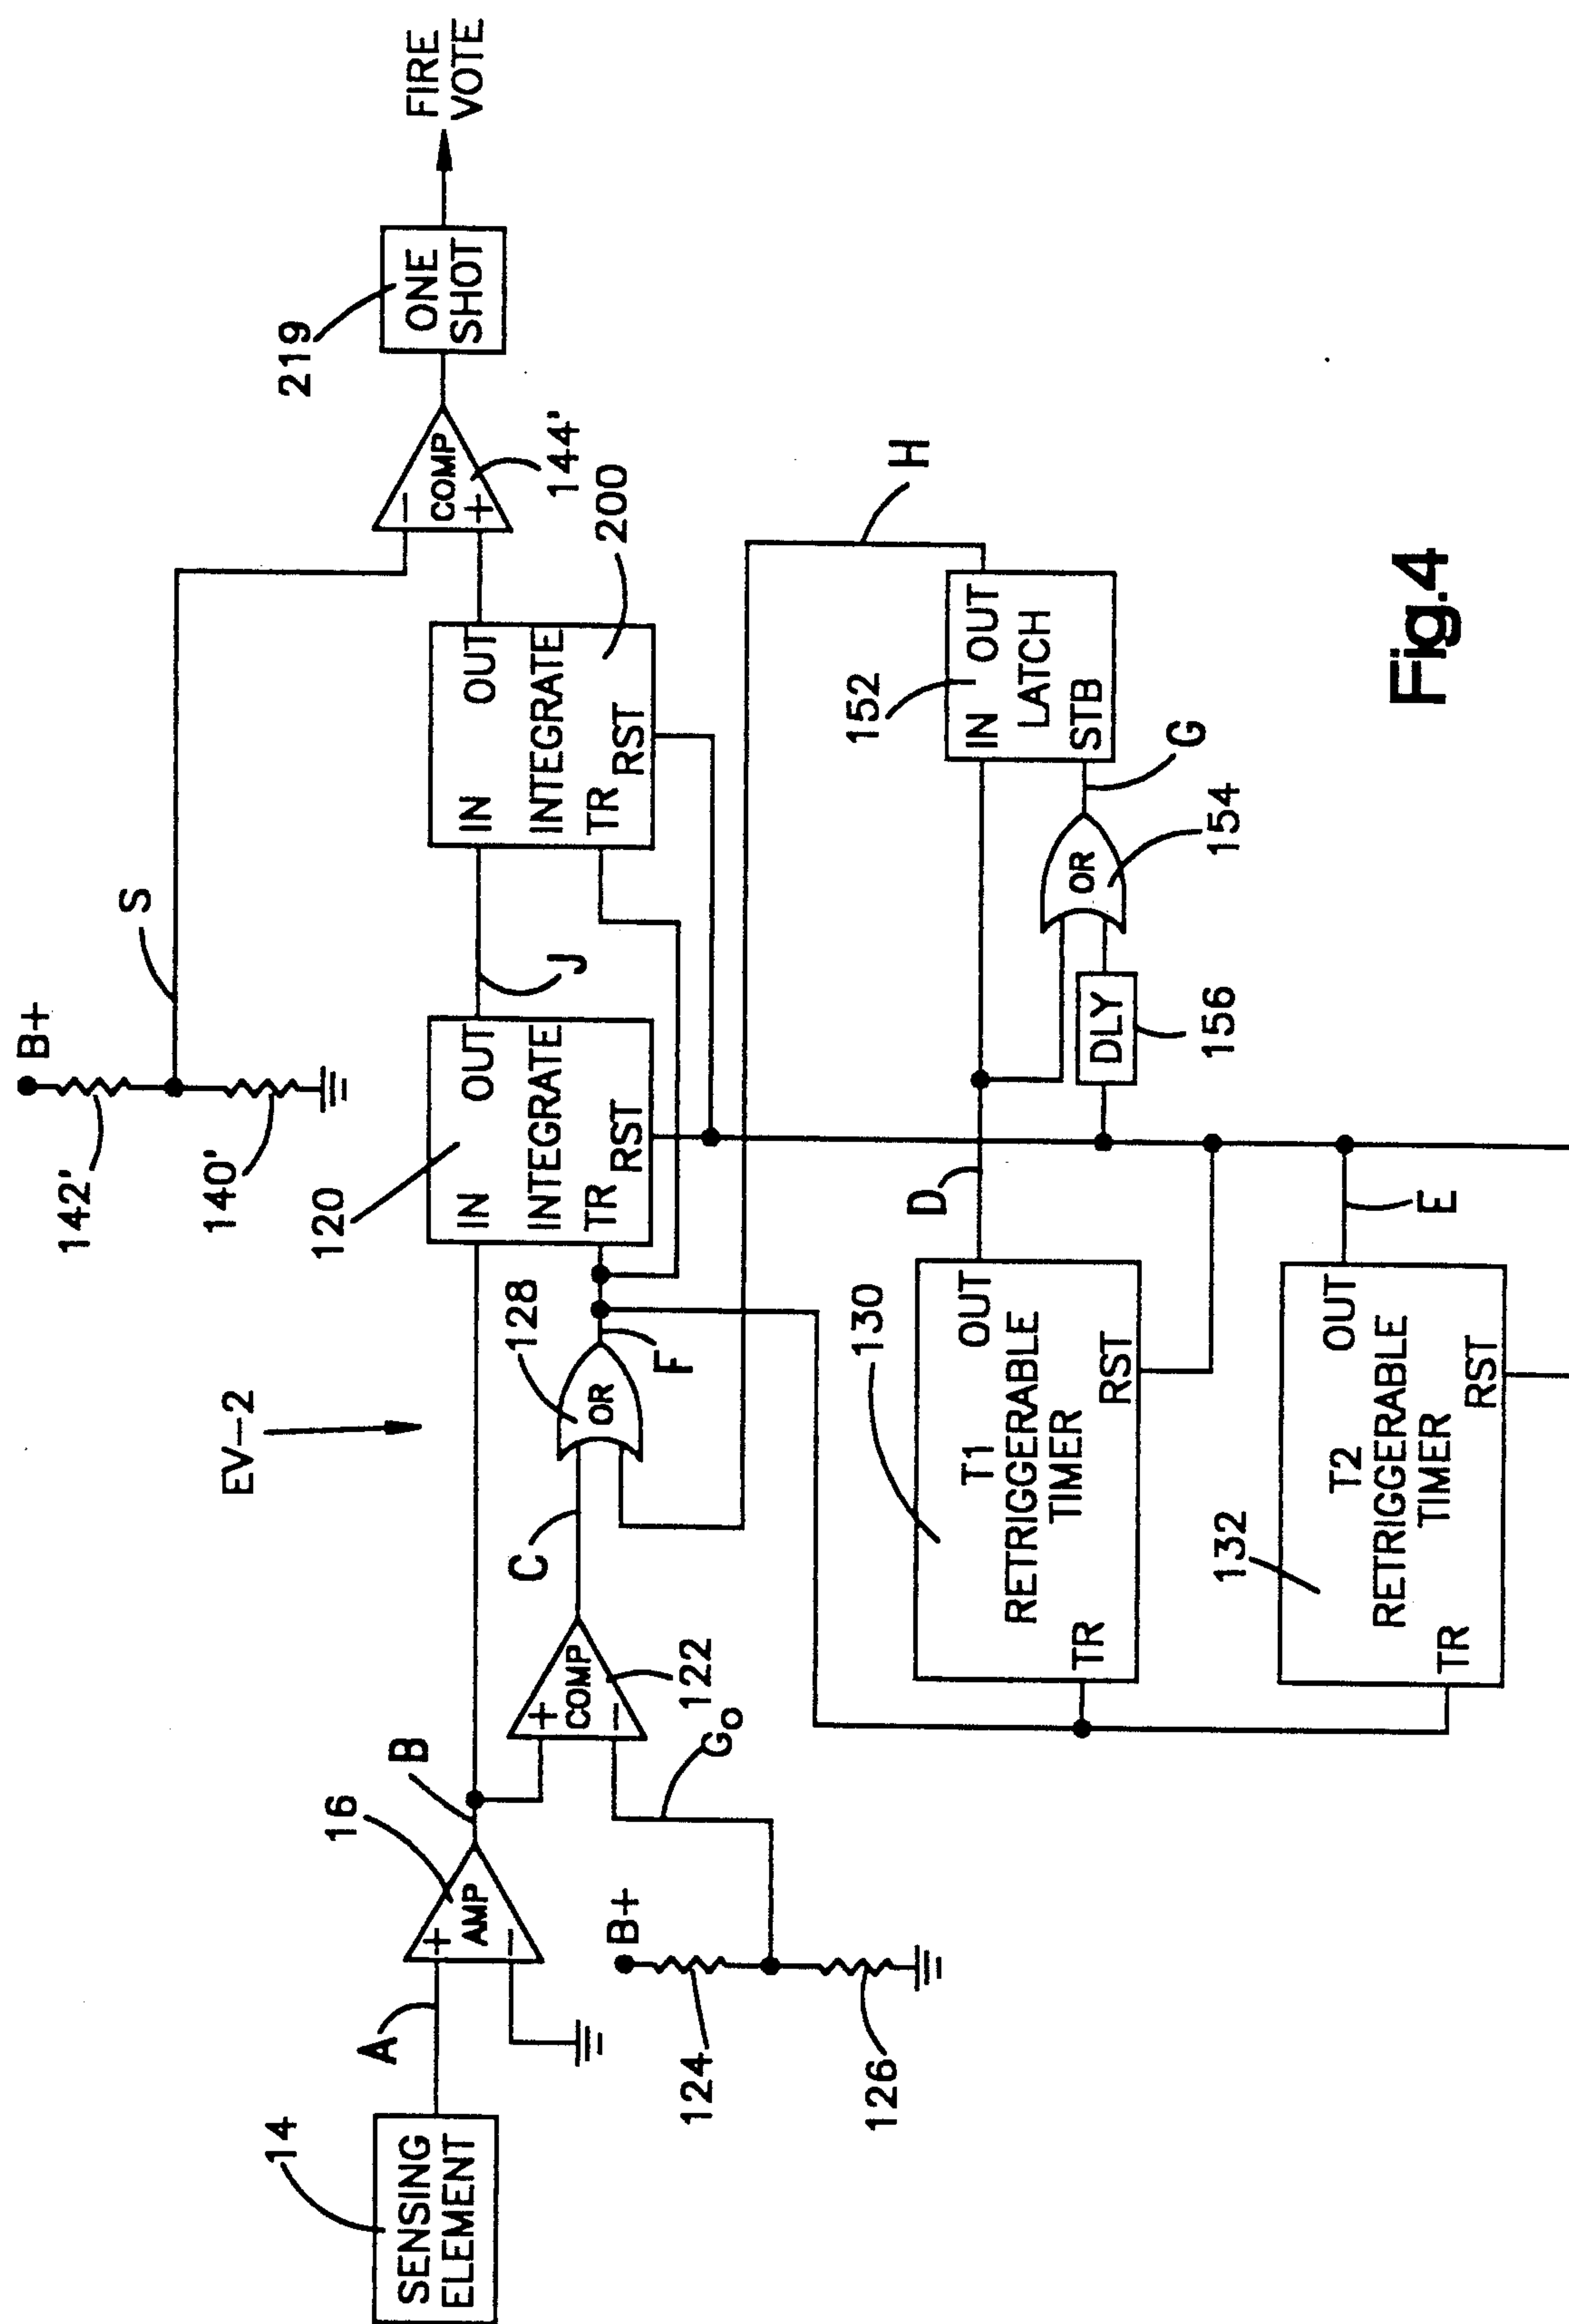 EV-2
14
SENSING
ELEMENT
A
16
+
AMP
−
B
B+
124
126
G₀
+
COMP
−
122
C
128
OR
F
120
IN
OUT
INTEGRATE
TR
RST
J
B+
142'
140'
S
IN
OUT
INTEGRATE
TR
RST
200
−
COMP
+
144'
219
ONE
SHOT
FIRE
VOTE
130
OUT
T1
RETRIGGERABLE
TIMER
TR
RST
D
132
OUT
T2
RETRIGGERABLE
TIMER
TR
RST
E
DLY
156
OR
154
G
152
IN
OUT
LATCH
STB
H
Fig.4